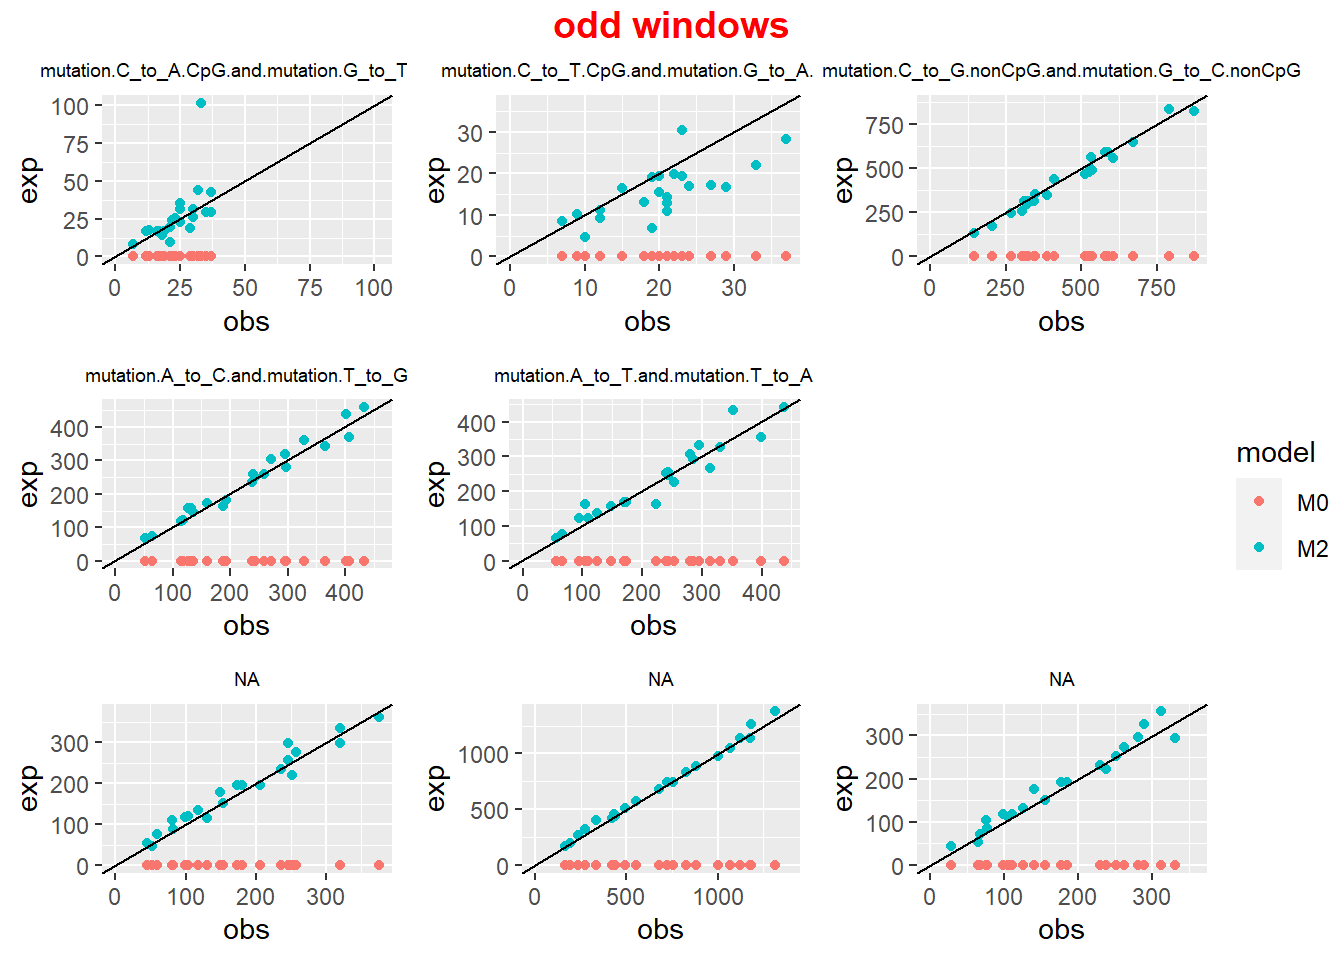 odd windows
mutation.C_to_A.CpG.and.mutation.G_to_T
mutation.C_to_T.CpG.and.mutation.G_to_A.
mutation.C_to_G.nonCpG.and.mutation.G_to_C.nonCpG
exp
100
75
50
25
0
0 25 50 75 100
obs
exp
30
20
10
0
0 10 20 30
obs
exp
750
500
250
0
0 250 500 750
obs
mutation.A_to_C.and.mutation.T_to_G
mutation.A_to_T.and.mutation.T_to_A
exp
400
300
200
100
0
0 100 200 300 400
obs
exp
400
300
200
100
0
0 100 200 300 400
obs
model
M0
M2
NA
NA
NA
exp
300
200
100
0
0 100 200 300
obs
exp
1000
500
0
0 500 1000
obs
exp
300
200
100
0
0 100 200 300
obs